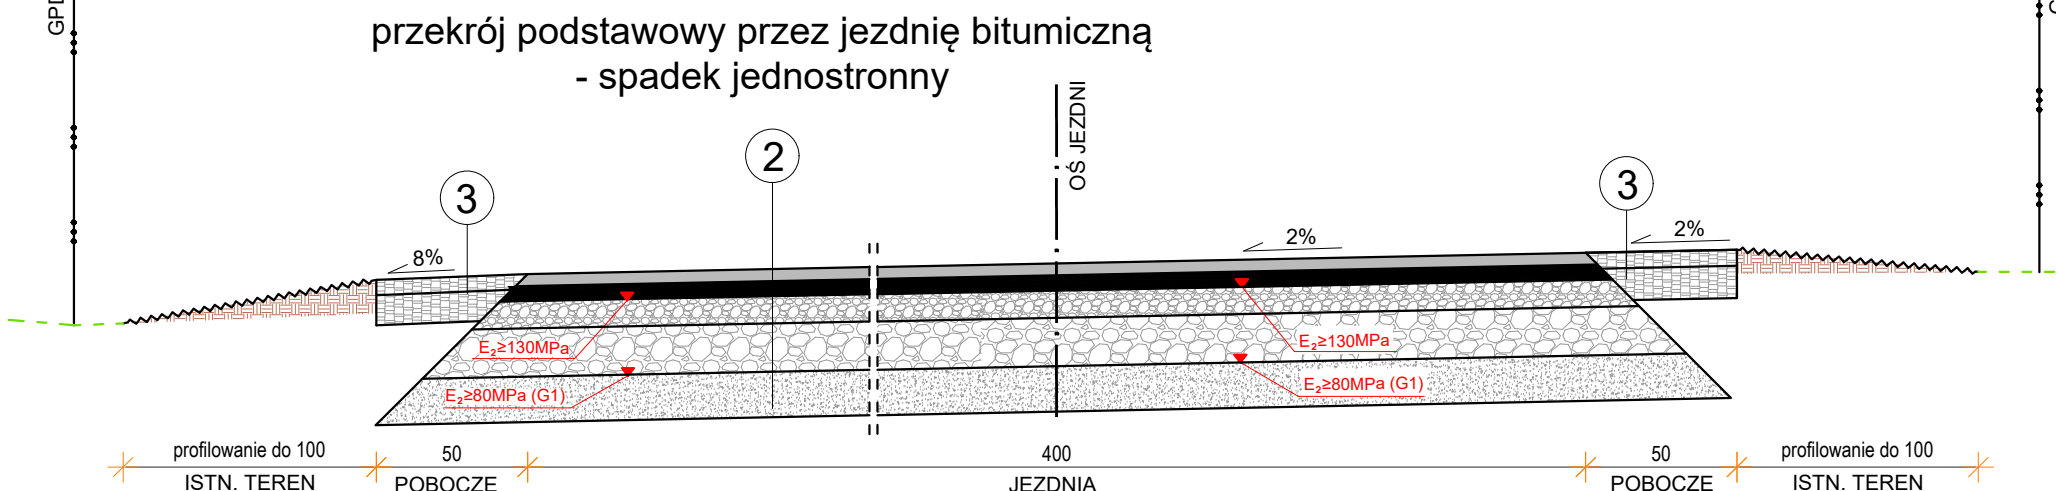 GPD
przekrój podstawowy przez jezdnię bitumiczną
- spadek jednostronny
OŚ JEZDNI
2
3
3
8%
2%
2%
E₂≥130MPa
E₂≥130MPa
E₂≥80MPa (G1)
E₂≥80MPa (G1)
profilowanie do 100
50
400
50
profilowanie do 100
ISTN. TEREN
POBOCZE
JEZDNIA
POBOCZE
ISTN. TEREN